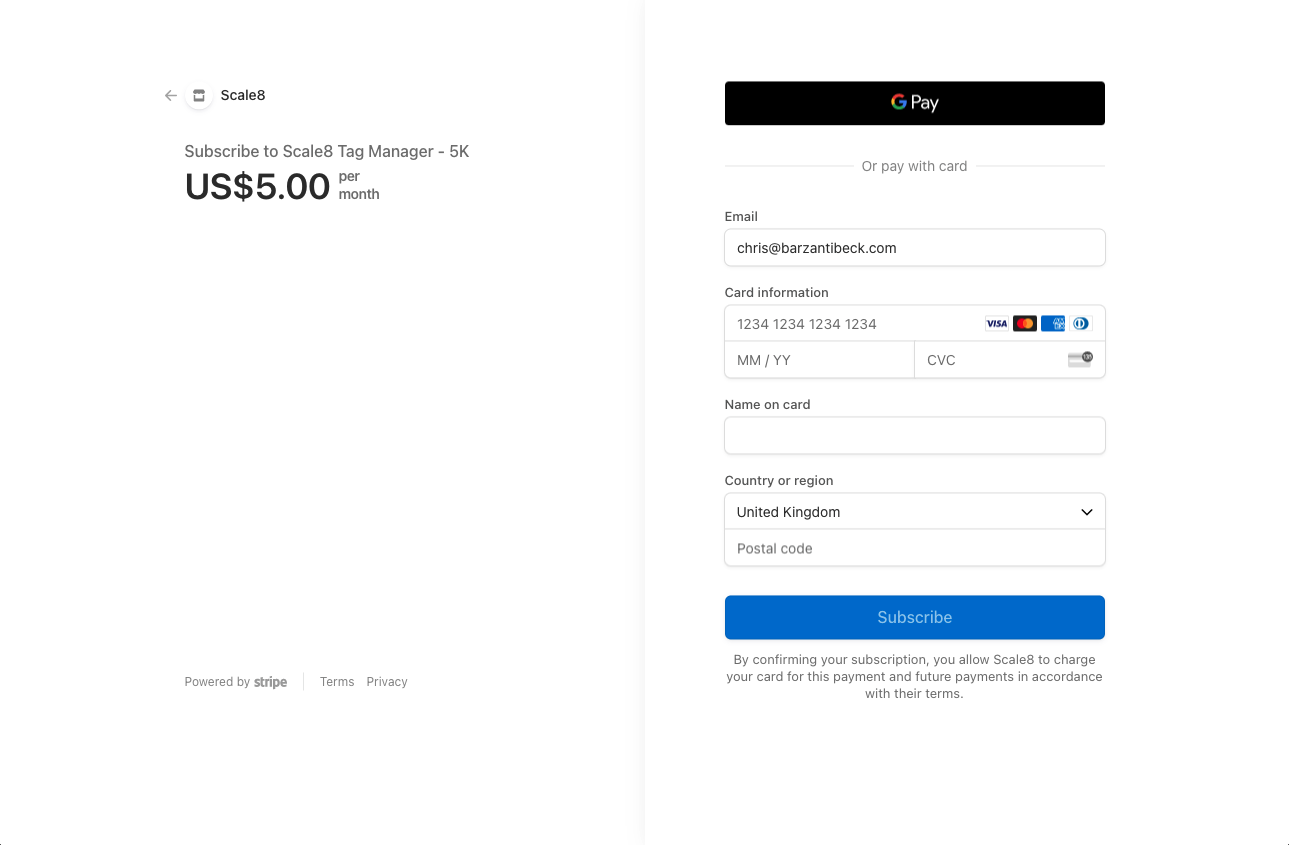 Scale8
Subscribe to Scale8 Tag Manager - 5K
US$5.00 per
month
Powered by stripe
Terms
Privacy
G Pay
Or pay with card
Email
chris@barzantibeck.com
Card information
1234 1234 1234 1234
VISA
MM / YY
CVC
Name on card
Country or region
United Kingdom
Postal code
Subscribe
By confirming your subscription, you allow Scale8 to charge
your card for this payment and future payments in accordance
with their terms.